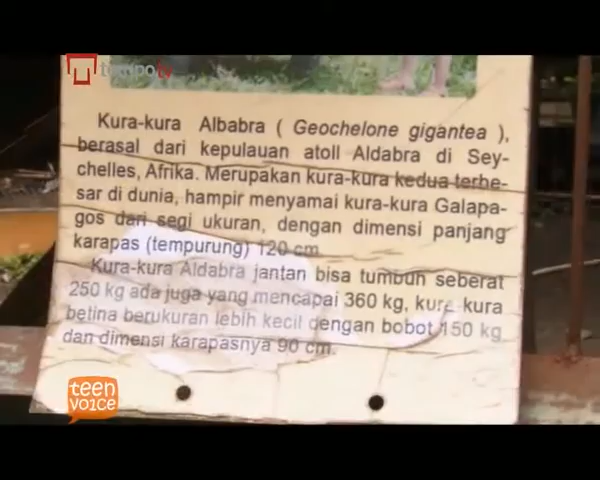 tempo tv
Kura-kura Albabra ( Geochelone gigantea ),
berasal dari kepulauan atoll Aldabra di Sey-
chelles, Afrika. Merupakan kura-kura kedua terbe-
sar di dunia, hampir menyamai kura-kura Galapa-
gos dari segi ukuran, dengan dimensi panjang
karapas (tempurung) 120 cm
Kura-Kura Aldabra jantan bisa tumbuh seberat
250 kg ada juga yang mencapai 360 kg, kura kura
betina berukuran lebih kecil dengan bobot 150 kg
dan dimensi karapasnya 90 cm.
teen
voice